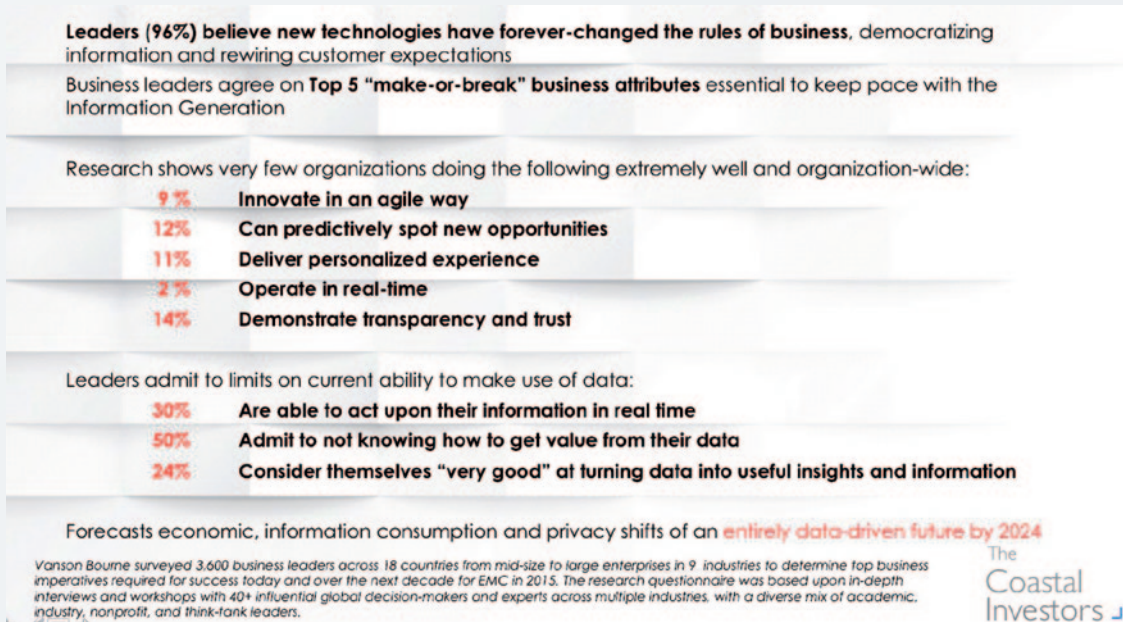 Leaders (96%) believe new technologies have forever-changed the rules of business, democratizing
information and rewiring customer expectations
Business leaders agree on Top 5 “make-or-break” business attributes essential to keep pace with the
Information Generation
Research shows very few organizations doing the following extremely well and organization-wide:
9% Innovate in an agile way
12% Can predictively spot new opportunities
11% Deliver personalized experience
2% Operate in real-time
14% Demonstrate transparency and trust
Leaders admit to limits on current ability to make use of data:
30% Are able to act upon their information in real time
50% Admit to not knowing how to get value from their data
24% Consider themselves “very good” at turning data into useful insights and information
Forecasts economic, information consumption and privacy shifts of an entirely data-driven future by 2024
Vanson Bourne surveyed 3,600 business leaders across 18 countries from mid-size to large enterprises in 9 industries to determine top business
imperatives required for success today and over the next decade for EMC in 2015. The research questionnaire was based upon in-depth
interviews and workshops with 40+ influential global decision-makers and experts across multiple industries, with a diverse mix of academic,
industry, nonprofit, and think-tank leaders.
The
Coastal
Investors